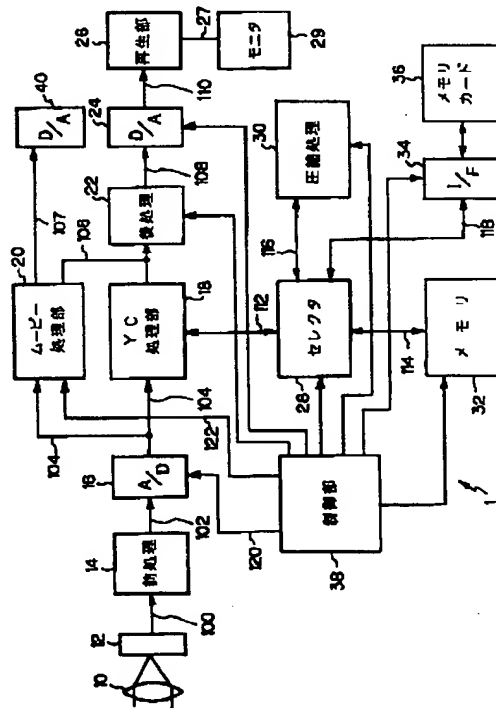 26
再生部
27
モニタ
29
40
D/A
110
24
D/A
107
108
22
後処理
106
20
ムービー
処理部
18
YC
処理部
104
104
122
16
A/D
102
120
14
前処理
100
12
10
30
圧縮処理
116
36
メモリ
カード
34
I/F
118
112
セレクタ
28
114
メモリ
32
制御部
38
1